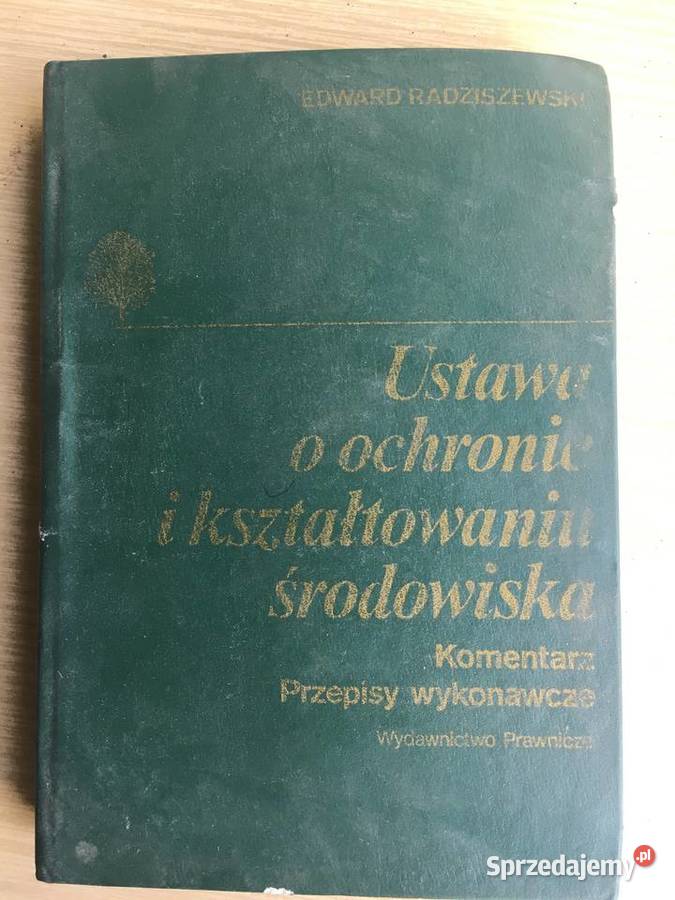 EDWARD RADZISZEWSKI
Ustawa
o ochronie
i kształtowaniu
środowiska
Komentarz
Przepisy wykonawcze
Wydawnictwo Prawnicze
Sprzedajemy.pl